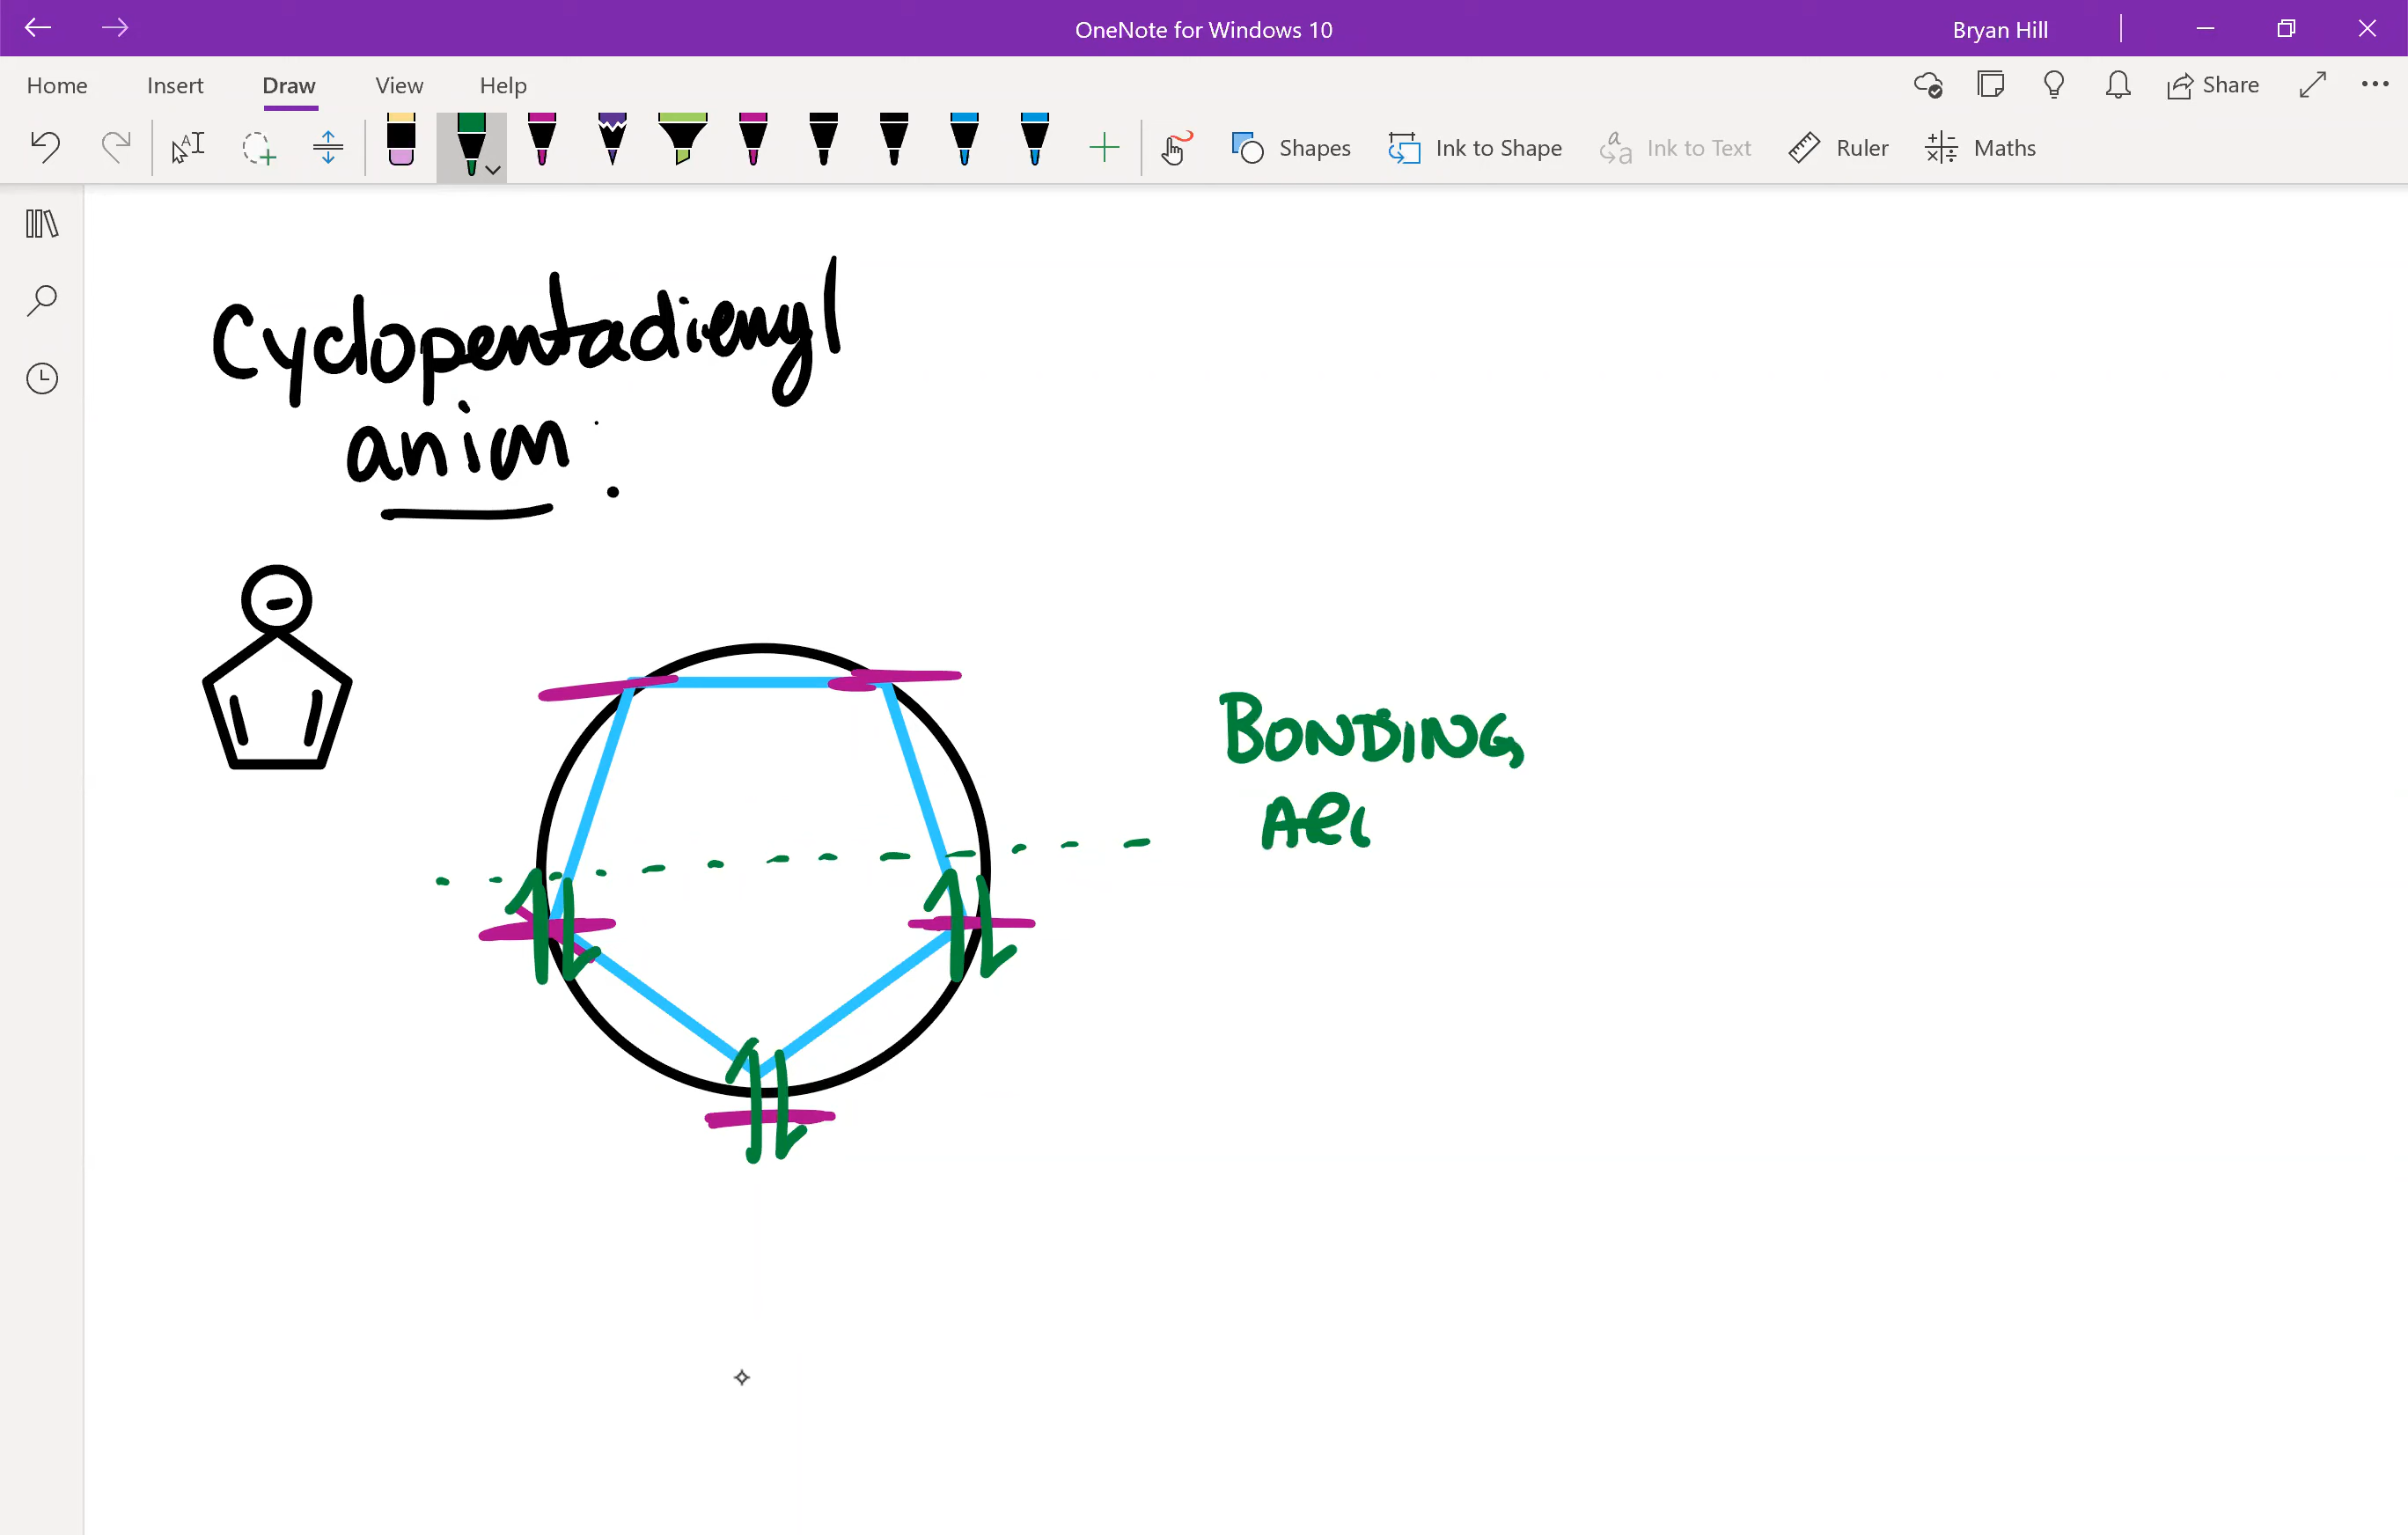 OneNote for Windows 10
Bryan Hill
Home Insert Draw View Help
Share
Shapes Ink to Shape Ink to Text Ruler Maths
Cyclopentadienyl
anion:
BONDING,